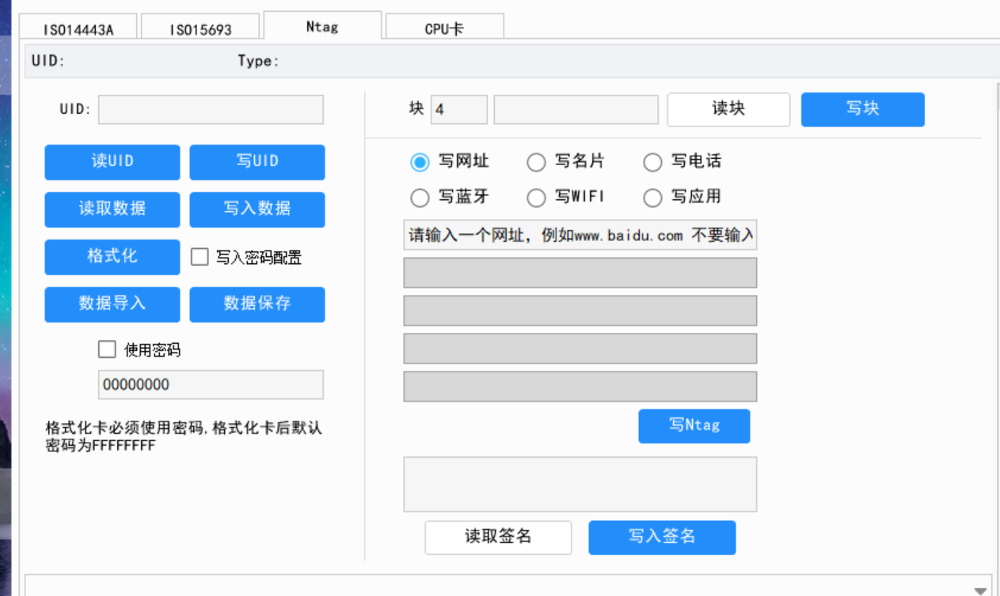 ISO14443A ISO15693 Ntag CPU卡
UID: Type:
UID:
读UID 写UID
读取数据 写入数据
格式化 写入密码配置
数据导入 数据保存
使用密码
00000000
格式化卡必须使用密码,格式化卡后默认
密码为FFFFFFFF
块 4 读块 写块
写网址 写名片 写电话
写蓝牙 写WIFI 写应用
请输入一个网址，例如www.baidu.com 不要输入
写Ntag
读取签名 写入签名